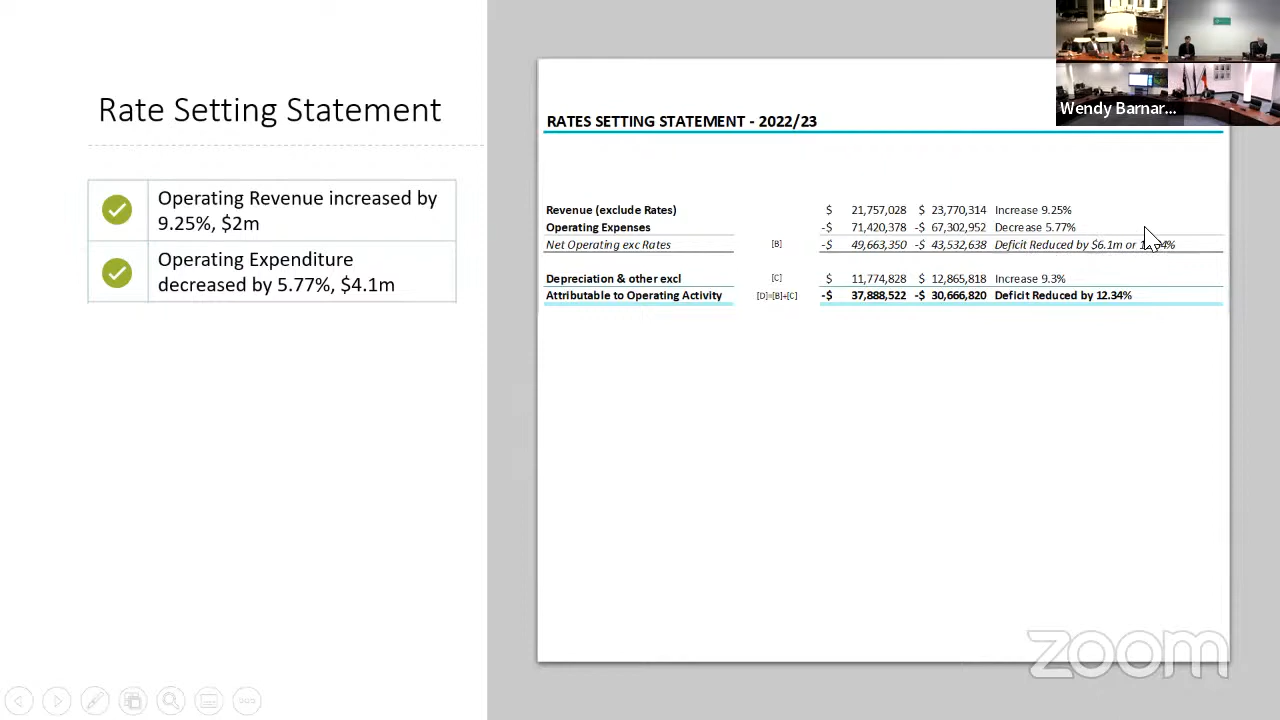 Rate Setting Statement
Operating Revenue increased by
9.25%, $2m
Operating Expenditure
decreased by 5.77%, $4.1m
Wendy Barnar...
RATES SETTING STATEMENT - 2022/23
Revenue (exclude Rates) $ 21,757,028 $ 23,770,314 Increase 9.25%
Operating Expenses -$ 71,420,378 -$ 67,302,952 Decrease 5.77%
Net Operating exc Rates [B] -$ 49,663,350 -$ 43,532,638 Deficit Reduced by $6.1m or
Depreciation & other excl [C] $ 11,774,828 $ 12,865,818 Increase 9.3%
Attributable to Operating Activity [D]=[B]+[C] -$ 37,888,522 -$ 30,666,820 Deficit Reduced by 12.34%
zoom